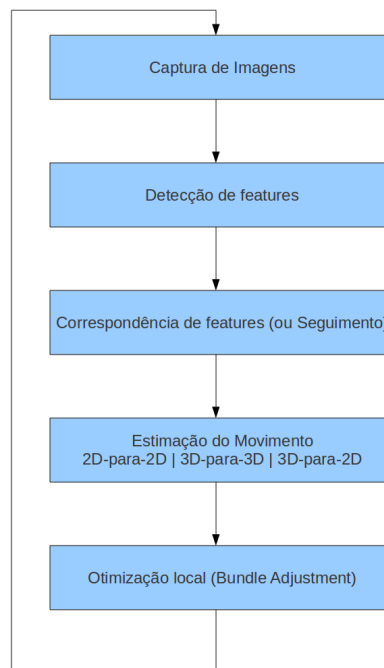 Captura de Imagens
Detecção de features
Correspondência de features (ou Seguimento)
Estimação do Movimento
2D-para-2D | 3D-para-3D | 3D-para-2D
Otimização local (Bundle Adjustment)